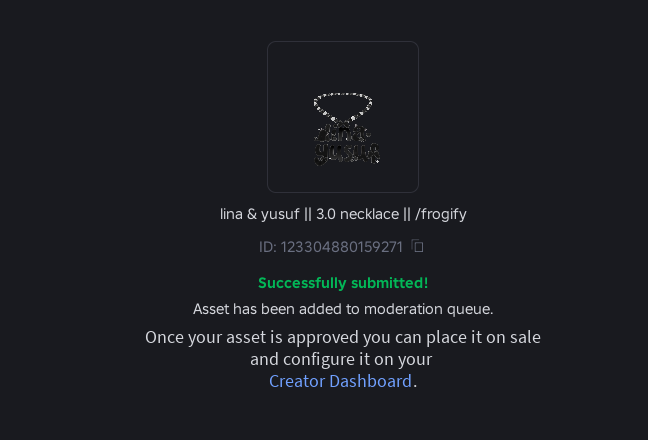 lina & yusuf || 3.0 necklace || /frogify
ID: 123304880159271
Successfully submitted!
Asset has been added to moderation queue.
Once your asset is approved you can place it on sale
and configure it on your
Creator Dashboard.